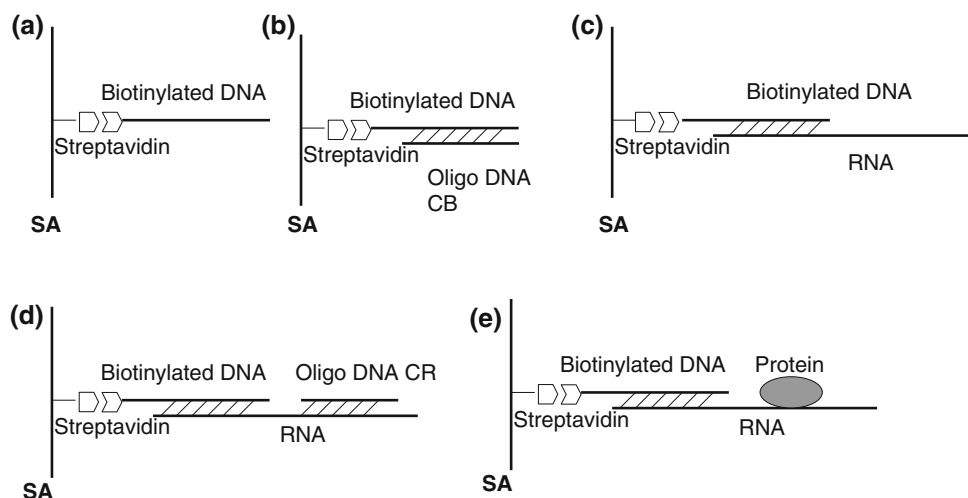 (a)
Biotinylated DNA
Streptavidin
SA
(b)
Biotinylated DNA
Streptavidin
Oligo DNA
CB
SA
(c)
Biotinylated DNA
Streptavidin
RNA
SA
(d)
Biotinylated DNA
Oligo DNA CR
Streptavidin
RNA
SA
(e)
Biotinylated DNA
Protein
Streptavidin
RNA
SA